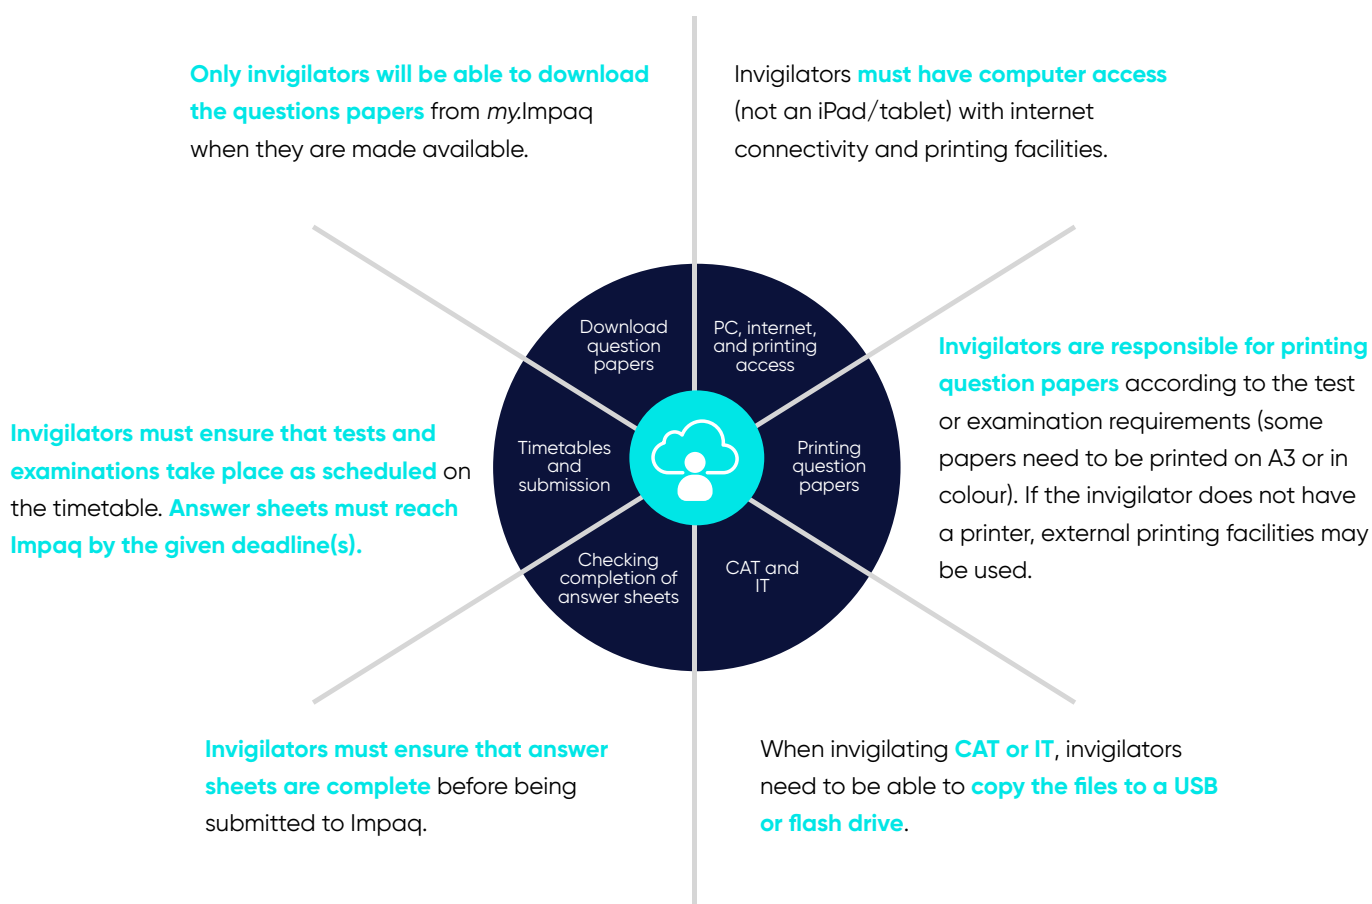 Only invigilators will be able to download
the questions papers from my.Impaq
when they are made available.
Invigilators must have computer access
(not an iPad/tablet) with internet
connectivity and printing facilities.
Download
question
papers
PC, internet,
and printing
access
Invigilators are responsible for printing
question papers according to the test
or examination requirements (some
papers need to be printed on A3 or in
colour). If the invigilator does not have
a printer, external printing facilities may
be used.
Invigilators must ensure that tests and
examinations take place as scheduled on
the timetable. Answer sheets must reach
Impaq by the given deadline(s).
Timetables
and
submission
Printing
question
papers
Checking
completion of
answer sheets
CAT and
IT
Invigilators must ensure that answer
sheets are complete before being
submitted to Impaq.
When invigilating CAT or IT, invigilators
need to be able to copy the files to a USB
or flash drive.